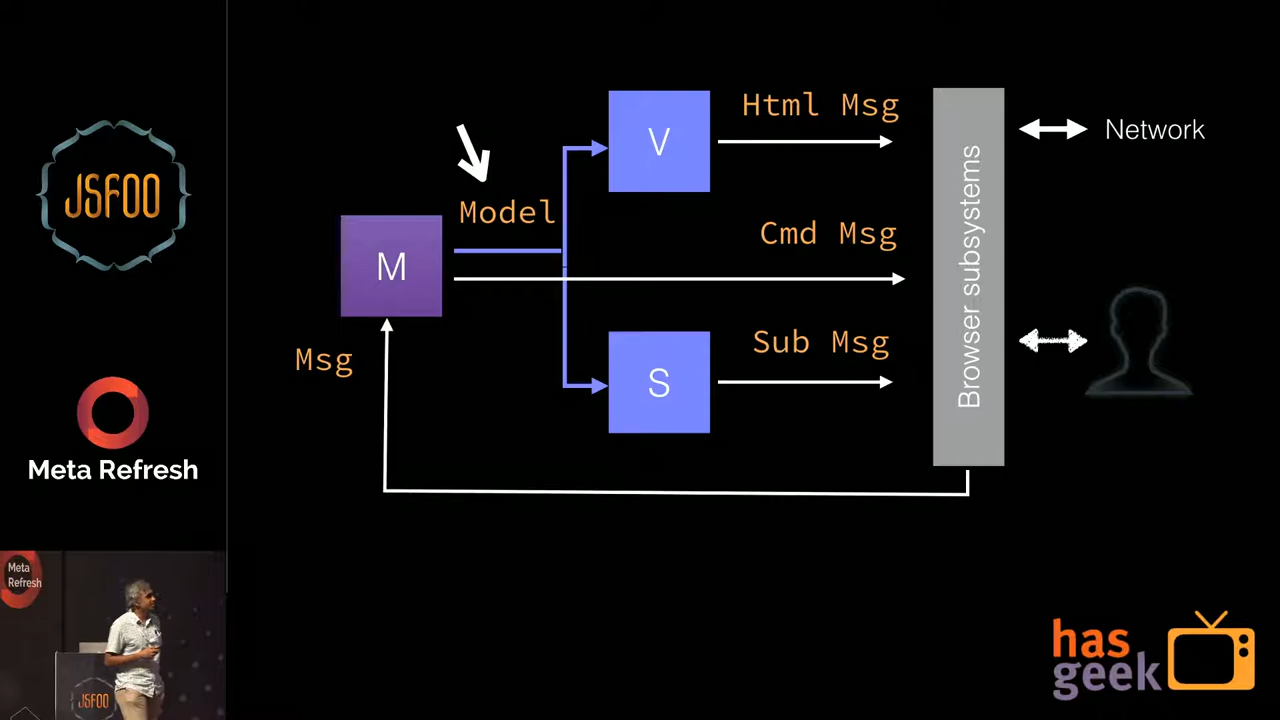 JSFOO
Meta Refresh
Meta
Refresh
JSFOO
Html Msg
V
Network
Model
Cmd Msg
M
Browser subsystems
Sub Msg
Msg
S
has
geek